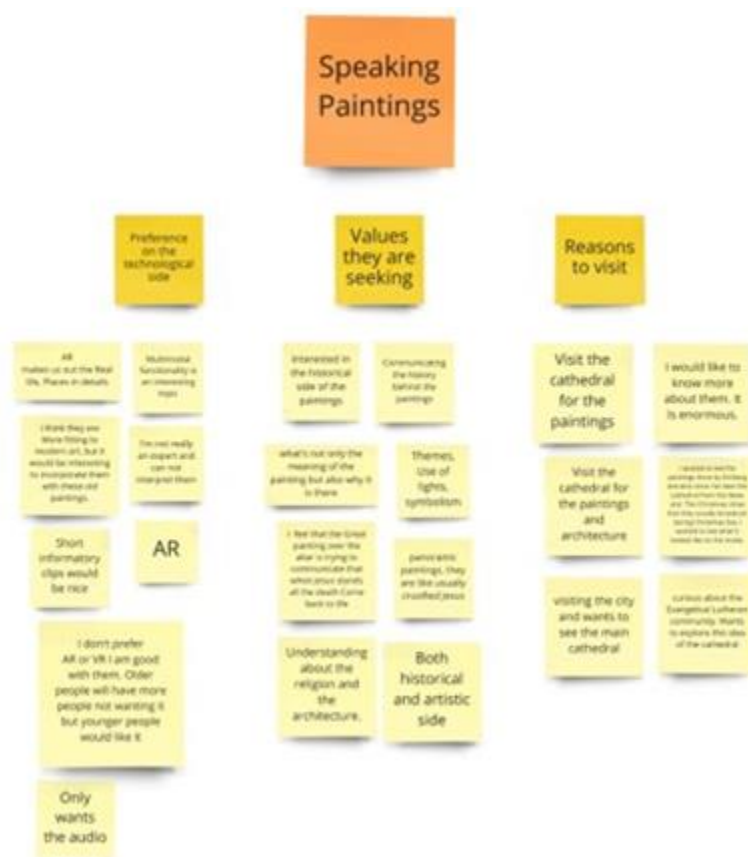 Speaking
Paintings
Preference
on the
technological
side
Values
they are
seeking
Reasons
to visit
AR
makes us out the Real
life, Places in details
Multimodal
functionality is
an interesting
I think they are
More fitting to
modern art, but it
would be interesting
to incorporate them
with these old
paintings.
I'm not really
an expert and
can not
interpret them
Short
informatory
clips would
be nice
AR
I don't prefer
AR or VR I am good
with them. Older
people will have more
people not wanting it
but younger people
would like it
Only
wants
the audio
Interested in
the historical
side of the
paintings
Communicating
the history
behind the
paintings
what's not only the
meaning of the
painting but also why it
is there
Themes,
Use of
lights,
symbolism
I feel that the Great
painting over the
altar is trying to
communicate that
when Jesus stands
all the death Come
back to life
panoramic
paintings, they
are like usually
crucified Jesus
Understanding
about the
religion and
the
architecture.
Both
historical
and artistic
side
Visit the
cathedral
for the
paintings
I would like to
know more
about them. It
is enormous.
Visit the
cathedral for
the paintings
and
architecture
visiting the city
and wants to
see the main
cathedral
curious about the
Evangelical Lutheran
community. Wants
to explore this idea
of the cathedral